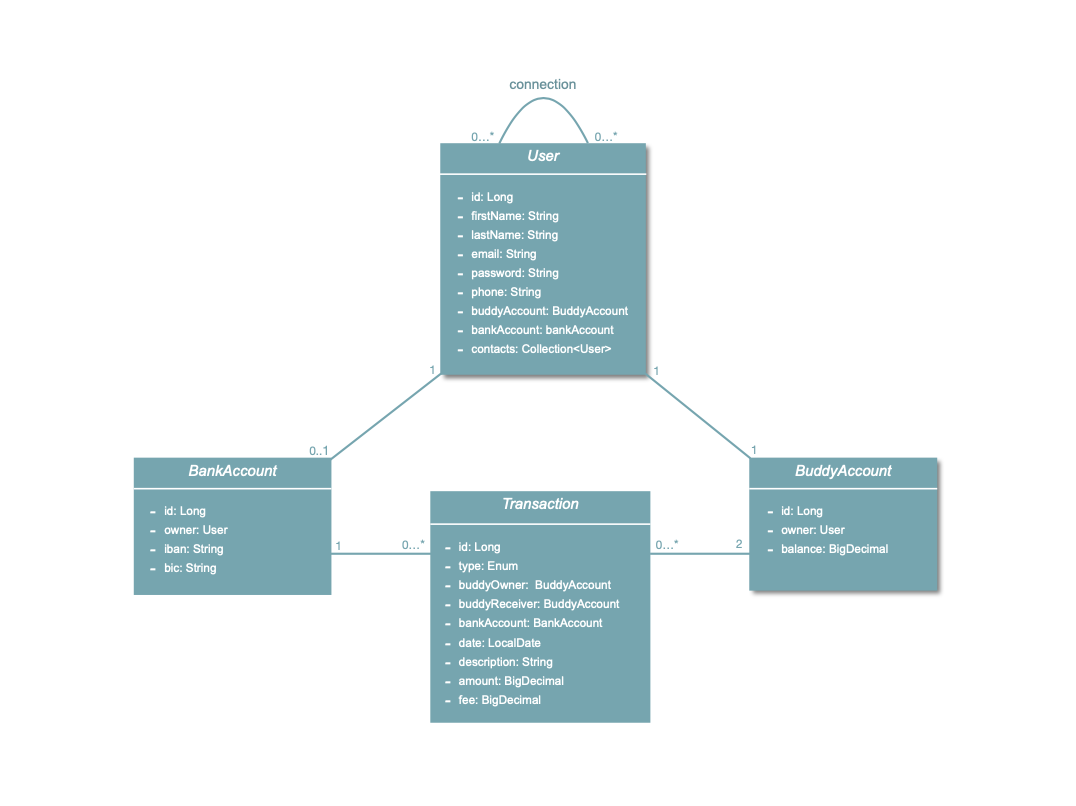 connection
0...*
0...*
User
- id: Long
- firstName: String
- lastName: String
- email: String
- password: String
- phone: String
- buddyAccount: BuddyAccount
- bankAccount: bankAccount
- contacts: Collection<User>
1
1
0..1
1
BankAccount
- id: Long
- owner: User
- iban: String
- bic: String
1
0...*
Transaction
- id: Long
- type: Enum
- buddyOwner:  BuddyAccount
- buddyReceiver: BuddyAccount
- bankAccount: BankAccount
- date: LocalDate
- description: String
- amount: BigDecimal
- fee: BigDecimal
0...*
2
BuddyAccount
- id: Long
- owner: User
- balance: BigDecimal